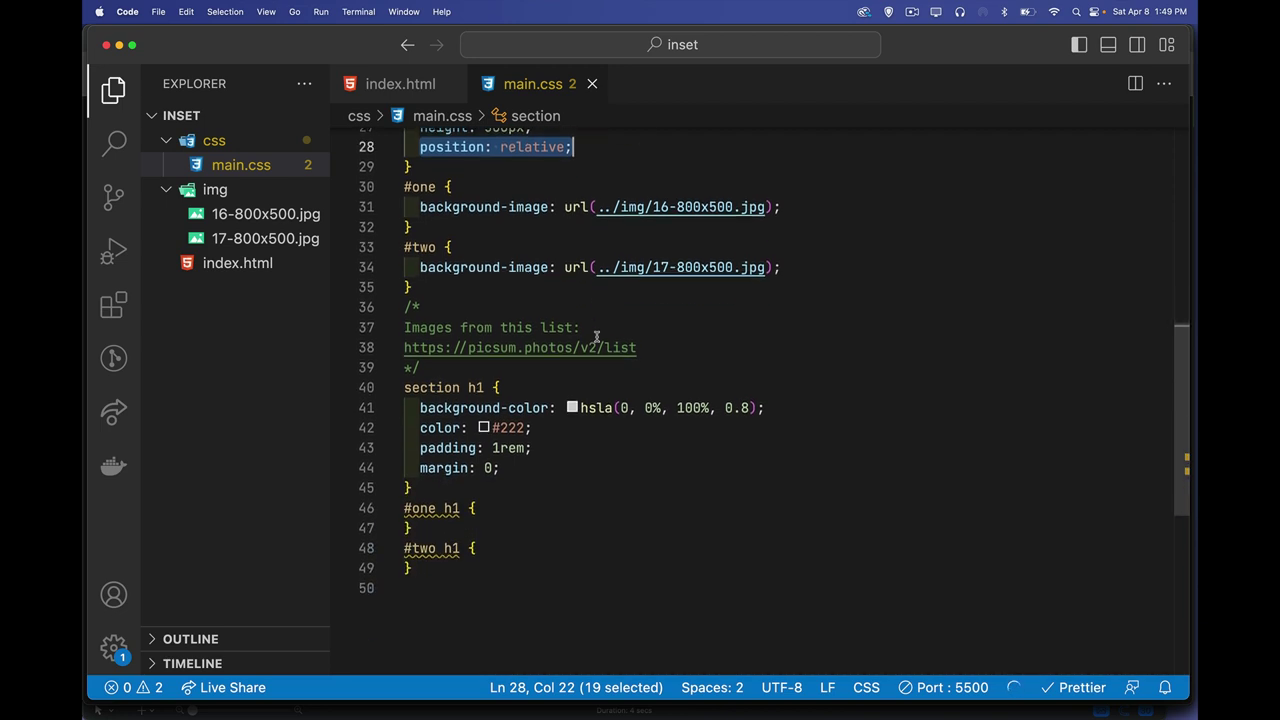 Code File Edit Selection View Go Run Terminal Window Help Sat Apr 8 1:49 PM
inset
EXPLORER
index.html
main.css 2
css > main.css > section
INSET
css
main.css 2
img
16-800x500.jpg
17-800x500.jpg
index.html
27 height: 500px;
28 position: relative;
29 }
30 #one {
31 background-image: url(../img/16-800x500.jpg);
32 }
33 #two {
34 background-image: url(../img/17-800x500.jpg);
35 }
36 /*
37 Images from this list:
38 https://picsum.photos/v2/list
39 */
40 section h1 {
41 background-color: hsla(0, 0%, 100%, 0.8);
42 color: #222;
43 padding: 1rem;
44 margin: 0;
45 }
46 #one h1 {
47 }
48 #two h1 {
49 }
50
OUTLINE
TIMELINE
1
0 2 Live Share Ln 28, Col 22 (19 selected) Spaces: 2 UTF-8 LF CSS Port : 5500 Prettier
Duration: 4 secs